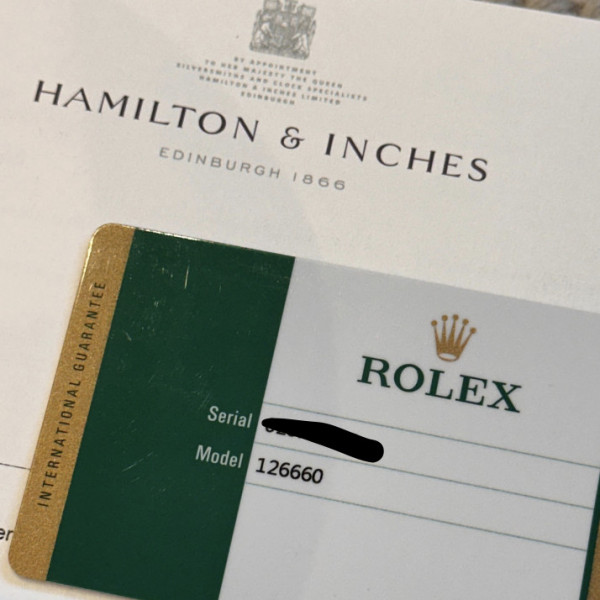 BY APPOINTMENT
TO HER MAJESTY THE QUEEN
SILVERSMITHS AND CLOCK SPECIALISTS
HAMILTON & INCHES LIMITED
EDINBURGH
HAMILTON & INCHES
EDINBURGH 1866
INTERNATIONAL GUARANTEE
ROLEX
Serial
Model 126660